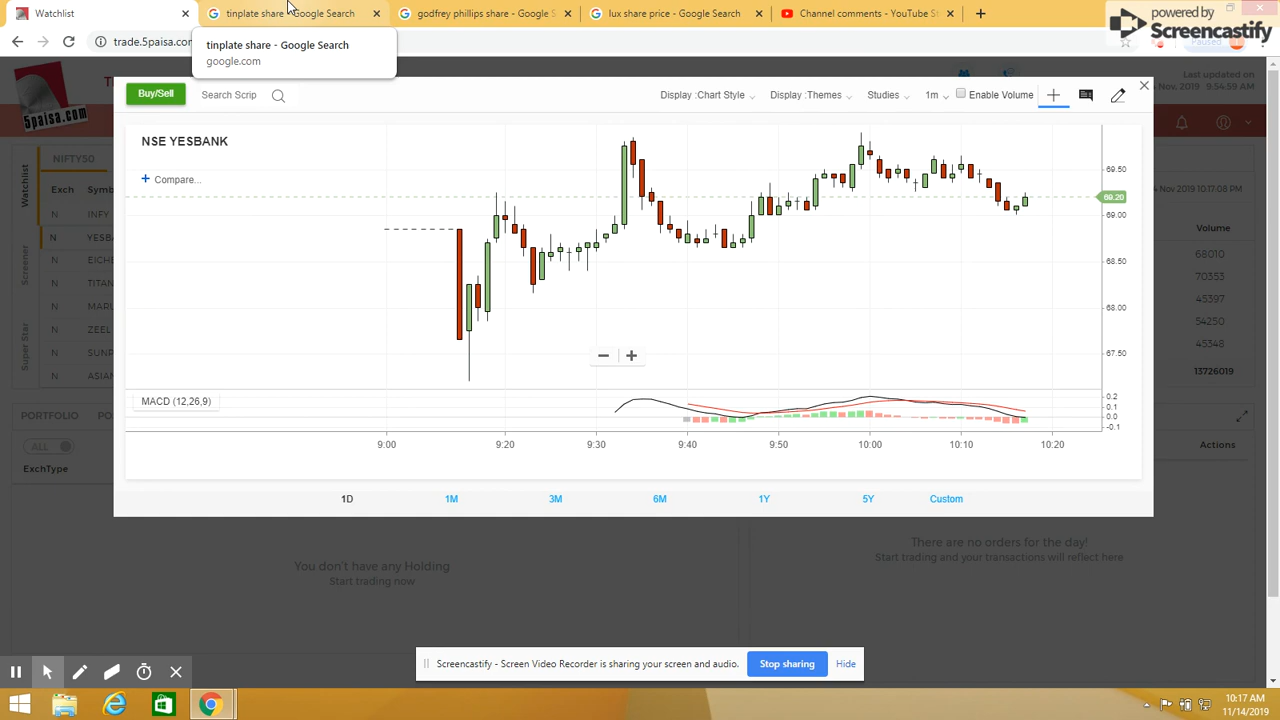 Watchlist
tinplate share - Google Search
godfrey phillips share - Google S
lux share price - Google Search
Channel comments - YouTube S
powered by
Screencastify
trade.5paisa.com
tinplate share - Google Search
google.com
Paused
Last updated on
Nov, 2019 9:54:59 AM
5paisa.com
Buy/Sell
Search Scrip
Display :Chart Style
Display :Themes
Studies
1m
Enable Volume
NSE YESBANK
Compare...
69.50
69.20
69.00
68.50
68.00
67.50
MACD (12,26,9)
0.2
0.1
0.0
-0.1
9:00
9:20
9:30
9:40
9:50
10:00
10:10
10:20
1D
1M
3M
6M
1Y
5Y
Custom
Watchlist
Screener
Super Star
NIFTY50
Exch
Symb
N INFY
N YESB
N EICHE
N TITAN
N MARU
N ZEEL
N SUNP
N ASIAN
4 Nov 2019 10:17:08 PM
Volume
68010
70353
45397
54250
45348
13726019
PORTFOLIO
PO
ALL
ExchType
Actions
You don't have any Holding
Start trading now
There are no orders for the day!
Start trading and your transactions will reflect here
Screencastify - Screen Video Recorder is sharing your screen and audio.
Stop sharing
Hide
10:17 AM
11/14/2019